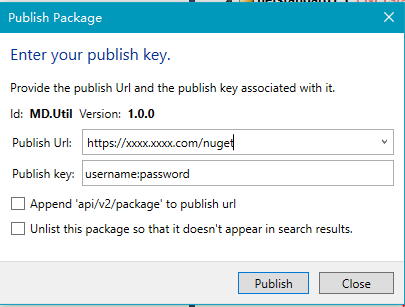 Publish Package
Enter your publish key.
Provide the publish Url and the publish key associated with it.
Id: MD.Util Version: 1.0.0
Publish Url: https://xxxx.xxxx.com/nuget
Publish key: username:password
Append 'api/v2/package' to publish url
Unlist this package so that it doesn't appear in search results.
Publish Close